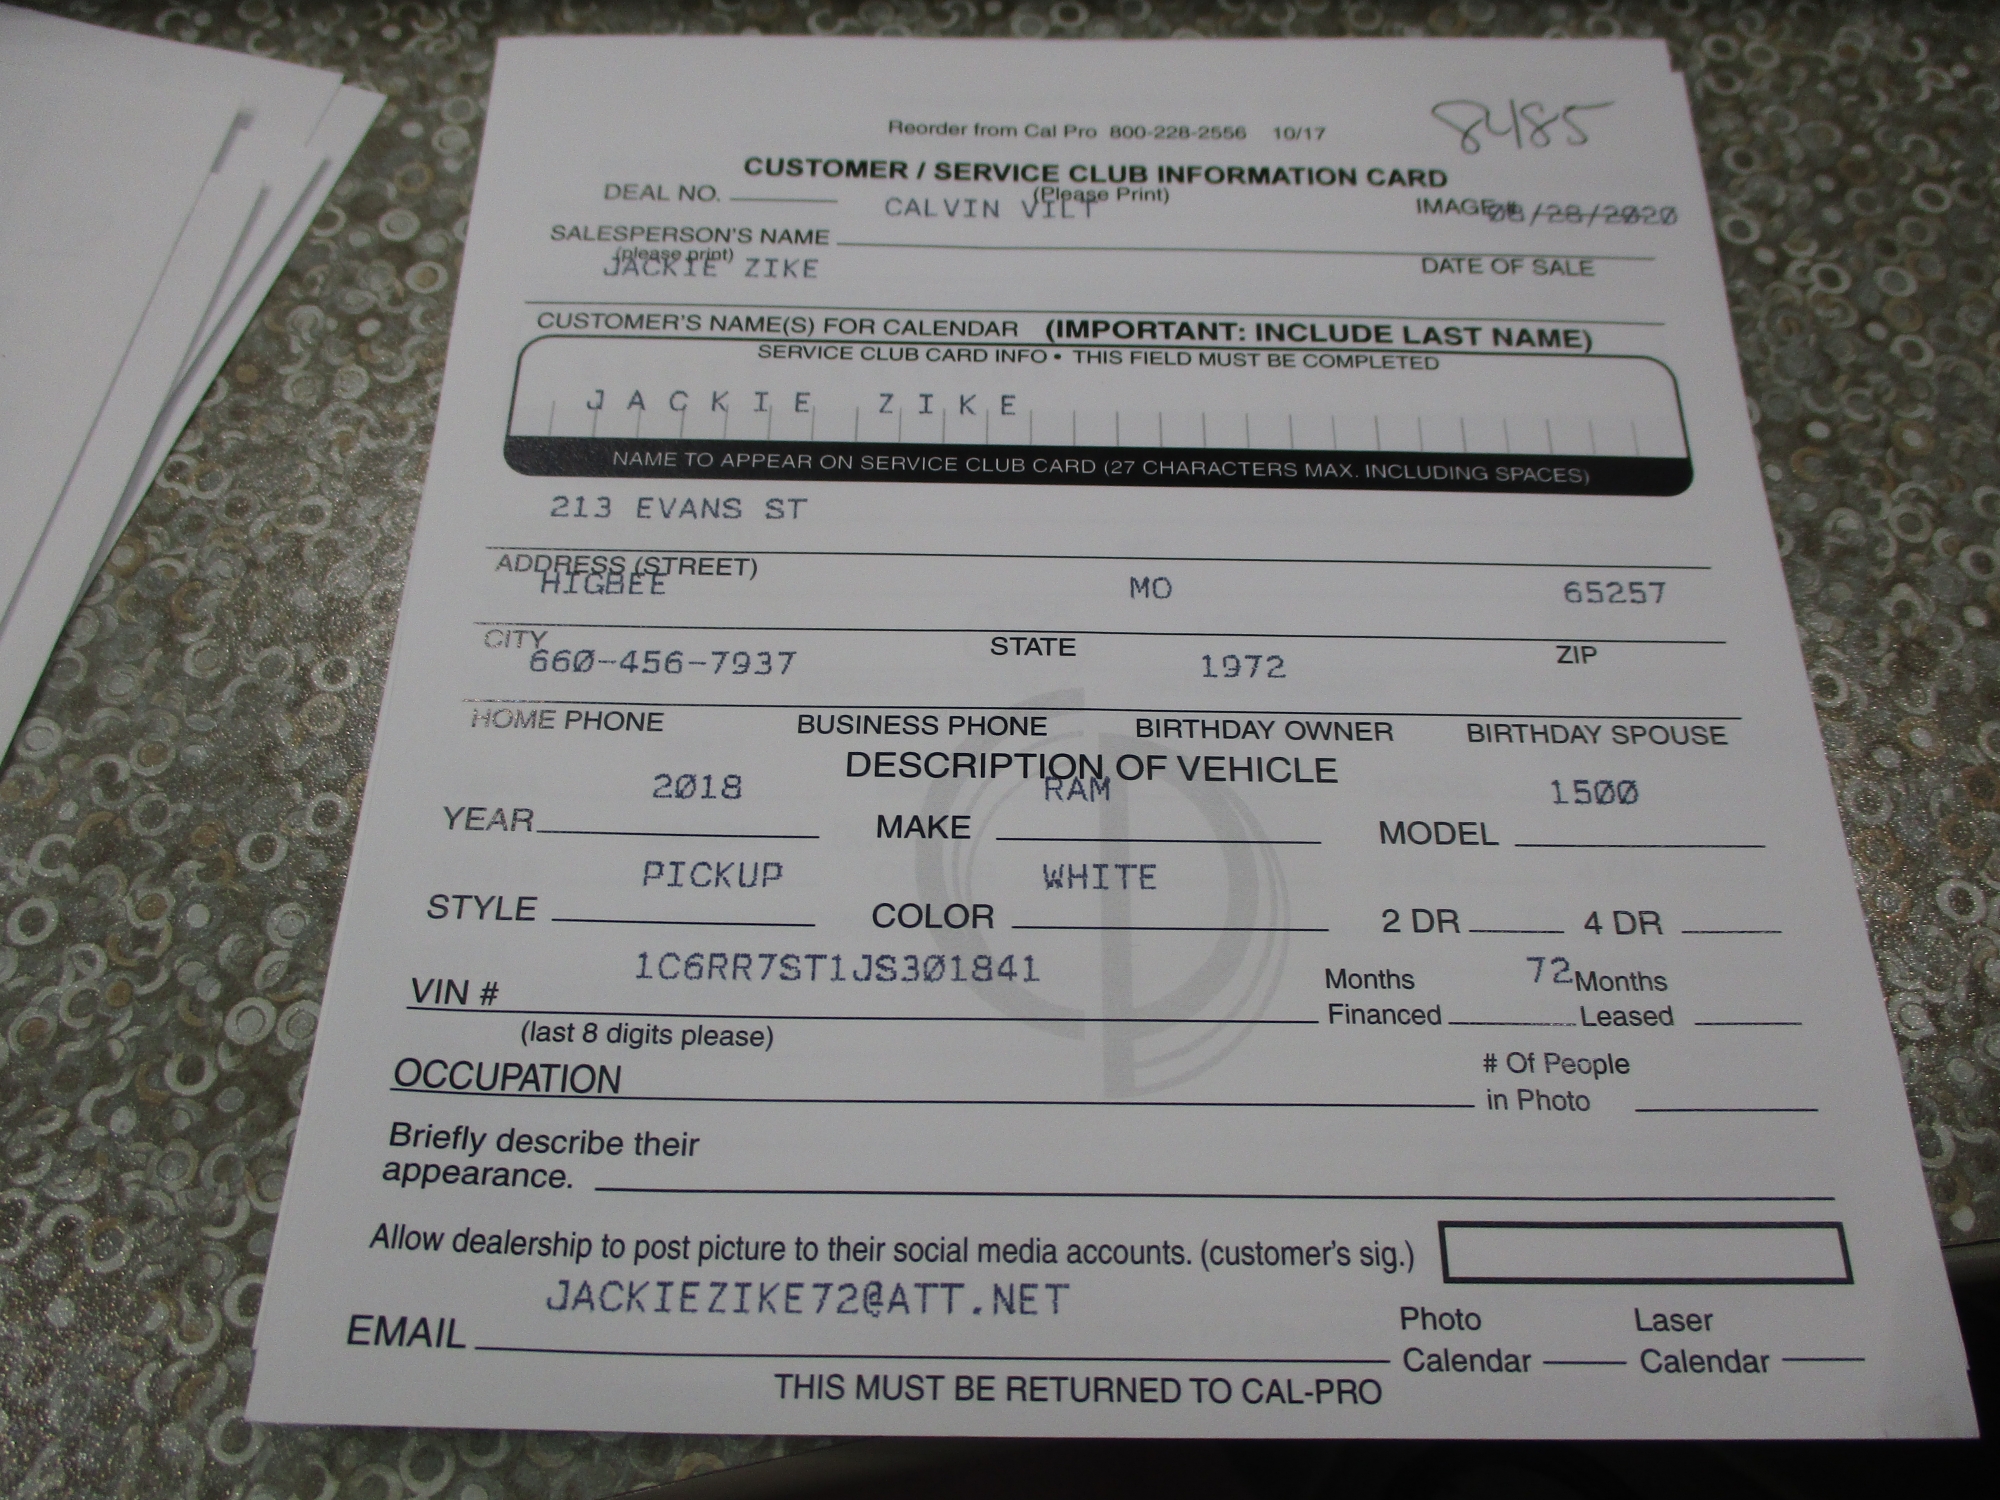 Reorder from Cal Pro 800-228-2556 10/17
8485
CUSTOMER / SERVICE CLUB INFORMATION CARD
(Please Print)
DEAL NO.
CALVIN VILT
IMAGE # 08/28/2020
SALESPERSON'S NAME
(please print)
JACKIE ZIKE
DATE OF SALE
CUSTOMER'S NAME(S) FOR CALENDAR (IMPORTANT: INCLUDE LAST NAME)
SERVICE CLUB CARD INFO • THIS FIELD MUST BE COMPLETED
JACKIE ZIKE
NAME TO APPEAR ON SERVICE CLUB CARD (27 CHARACTERS MAX. INCLUDING SPACES)
213 EVANS ST
ADDRESS (STREET)
HIGBEE MO 65257
CITY STATE ZIP
660-456-7937 1972
HOME PHONE BUSINESS PHONE BIRTHDAY OWNER BIRTHDAY SPOUSE
DESCRIPTION OF VEHICLE
2018 RAM 1500
YEAR MAKE MODEL
PICKUP WHITE
STYLE COLOR 2 DR 4 DR
1C6RR7ST1JS301841 72
VIN # Months Financed Months Leased
(last 8 digits please)
OCCUPATION # Of People in Photo
Briefly describe their
appearance.
Allow dealership to post picture to their social media accounts. (customer's sig.)
JACKIEZIKE72@ATT.NET
EMAIL Photo Calendar Laser Calendar
THIS MUST BE RETURNED TO CAL-PRO